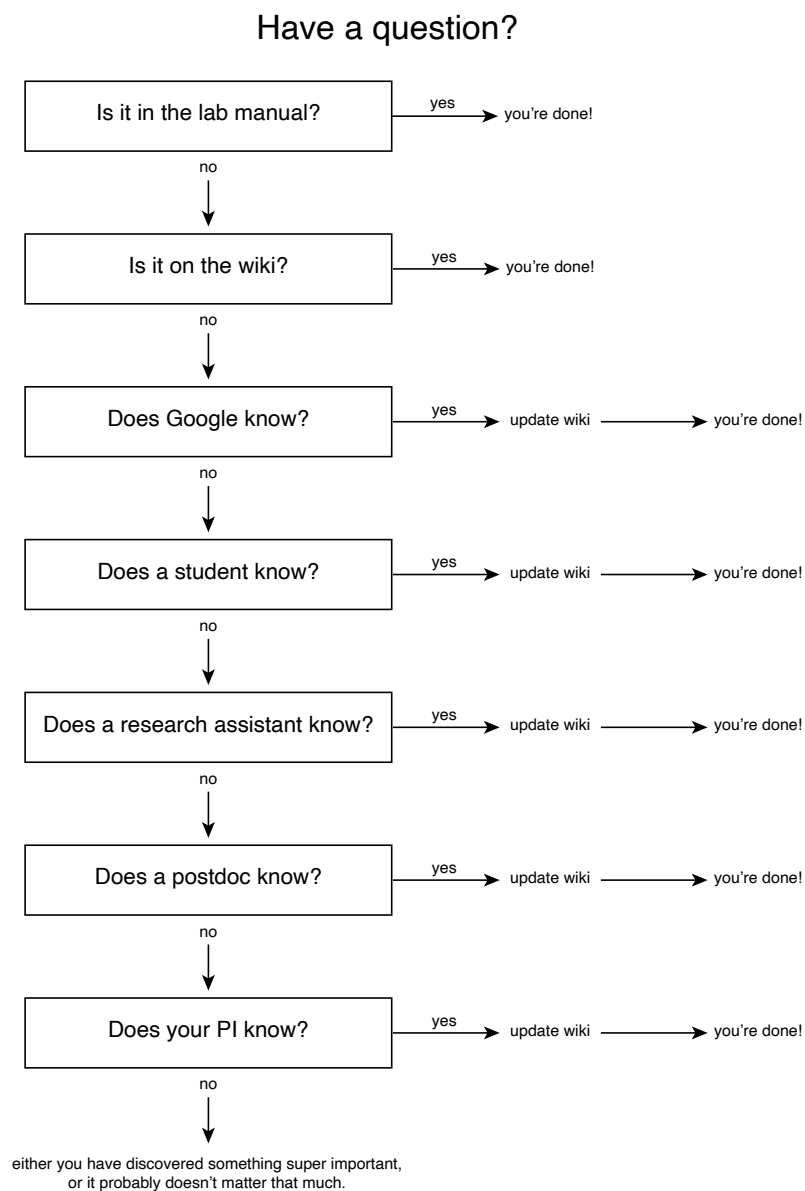 Have a question?
Is it in the lab manual?
yes
you're done!
no
Is it on the wiki?
yes
you're done!
no
Does Google know?
yes
update wiki
you're done!
no
Does a student know?
yes
update wiki
you're done!
no
Does a research assistant know?
yes
update wiki
you're done!
no
Does a postdoc know?
yes
update wiki
you're done!
no
Does your PI know?
yes
update wiki
you're done!
no
either you have discovered something super important,
or it probably doesn't matter that much.